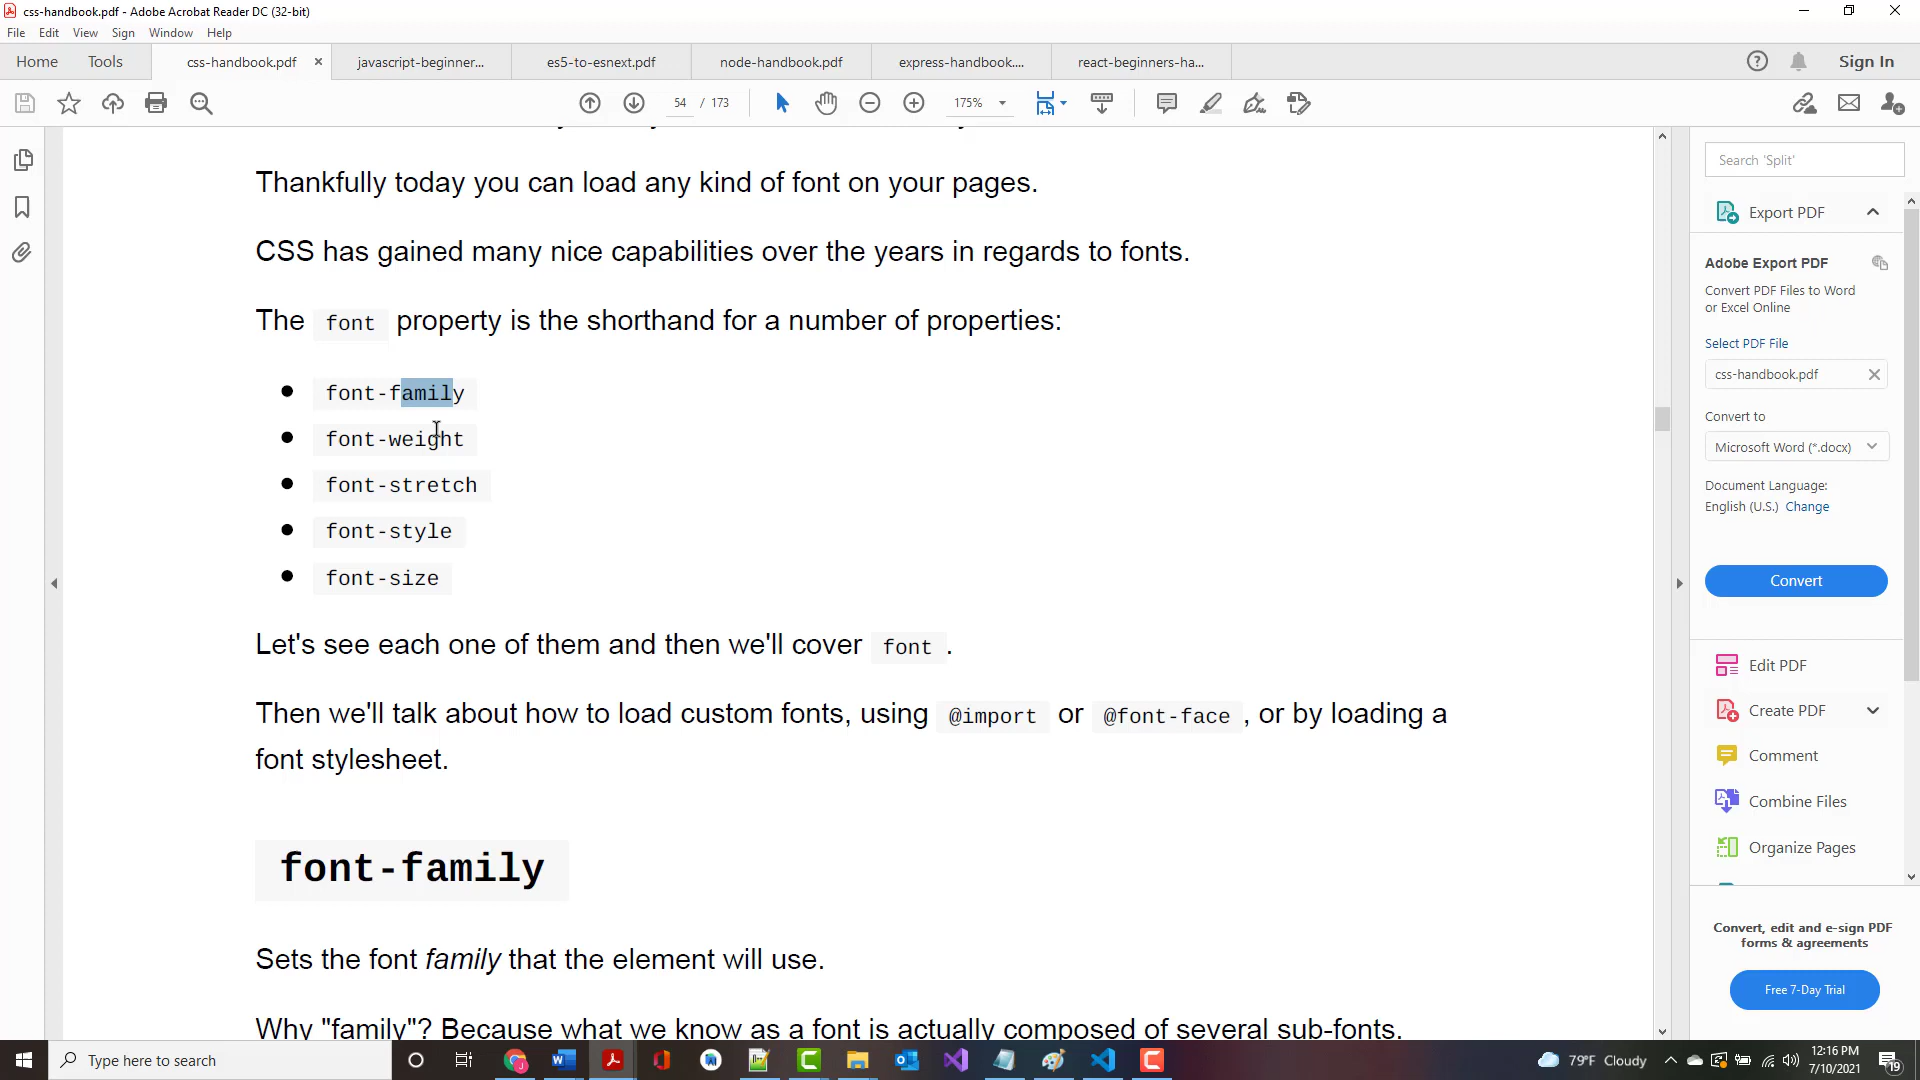 css-handbook.pdf - Adobe Acrobat Reader DC (32-bit)
File Edit View Sign Window Help
Home Tools css-handbook.pdf × javascript-beginner... es5-to-esnext.pdf node-handbook.pdf express-handbook.... react-beginners-ha... Sign In
54 / 173 175%
Thankfully today you can load any kind of font on your pages.
CSS has gained many nice capabilities over the years in regards to fonts.
The font property is the shorthand for a number of properties:
font-family
font-weight
font-stretch
font-style
font-size
Let's see each one of them and then we'll cover font .
Then we'll talk about how to load custom fonts, using @import or @font-face , or by loading a
font stylesheet.
font-family
Sets the font family that the element will use.
Why "family"? Because what we know as a font is actually composed of several sub-fonts.
Search 'Split'
Export PDF
Adobe Export PDF
Convert PDF Files to Word
or Excel Online
Select PDF File
css-handbook.pdf
Convert to
Microsoft Word (*.docx)
Document Language:
English (U.S.) Change
Convert
Edit PDF
Create PDF
Comment
Combine Files
Organize Pages
Convert, edit and e-sign PDF
forms & agreements
Free 7-Day Trial
Type here to search
79°F Cloudy
12:16 PM
7/10/2021
19